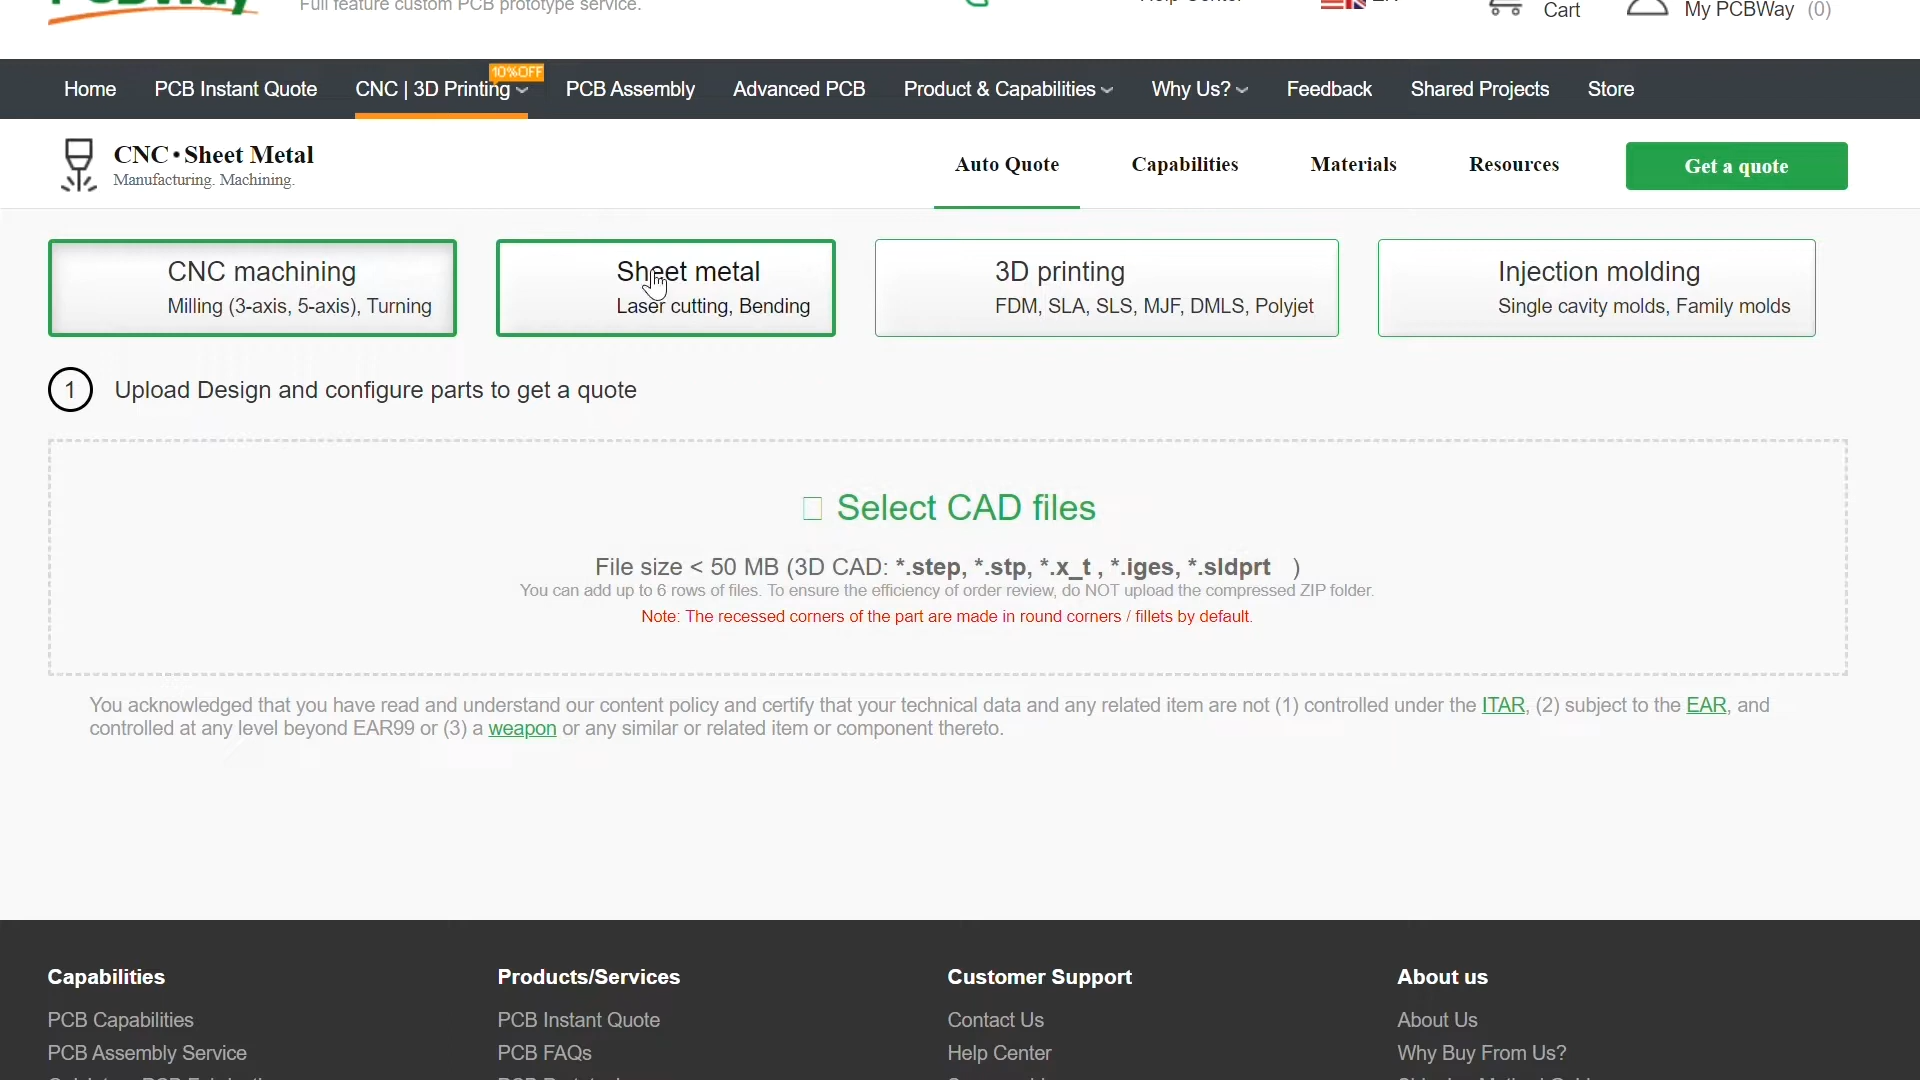 Full feature custom PCB prototype service.
Cart
My PCBWay (0)
10%OFF
Home PCB Instant Quote CNC | 3D Printing PCB Assembly Advanced PCB Product & Capabilities Why Us? Feedback Shared Projects Store
CNC•Sheet Metal
Manufacturing. Machining.
Auto Quote Capabilities Materials Resources Get a quote
CNC machining
Milling (3-axis, 5-axis), Turning
Sheet metal
Laser cutting, Bending
3D printing
FDM, SLA, SLS, MJF, DMLS, Polyjet
Injection molding
Single cavity molds, Family molds
1 Upload Design and configure parts to get a quote
Select CAD files
File size < 50 MB (3D CAD: *.step, *.stp, *.x_t , *.iges, *.sldprt )
You can add up to 6 rows of files. To ensure the efficiency of order review, do NOT upload the compressed ZIP folder.
Note: The recessed corners of the part are made in round corners / fillets by default.
You acknowledged that you have read and understand our content policy and certify that your technical data and any related item are not (1) controlled under the ITAR, (2) subject to the EAR, and
controlled at any level beyond EAR99 or (3) a weapon or any similar or related item or component thereto.
Capabilities
PCB Capabilities
PCB Assembly Service
Products/Services
PCB Instant Quote
PCB FAQs
Customer Support
Contact Us
Help Center
About us
About Us
Why Buy From Us?